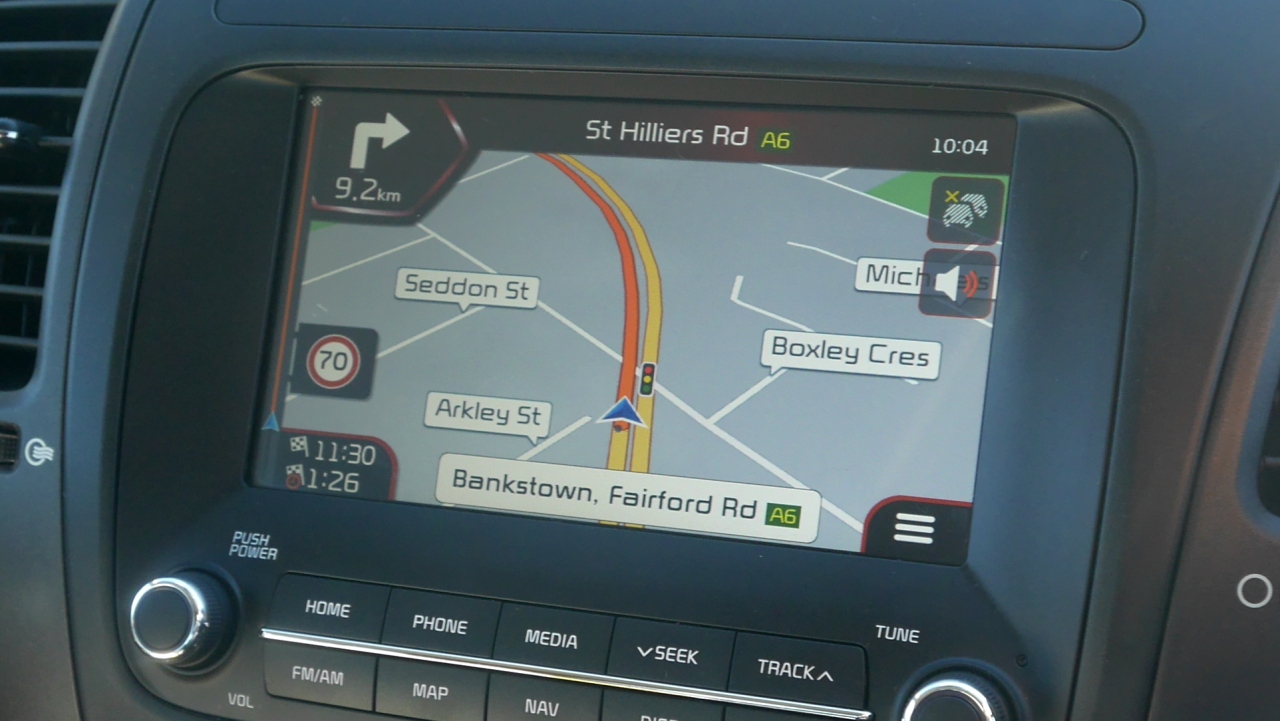 St Hilliers Rd A6
10:04
9.2km
Seddon St
70
Boxley Cres
Arkley St
11:30
1:26
Bankstown, Fairford Rd A6
PUSH
POWER
HOME
PHONE
MEDIA
SEEK
TRACK
TUNE
VOL
FM/AM
MAP
NAV